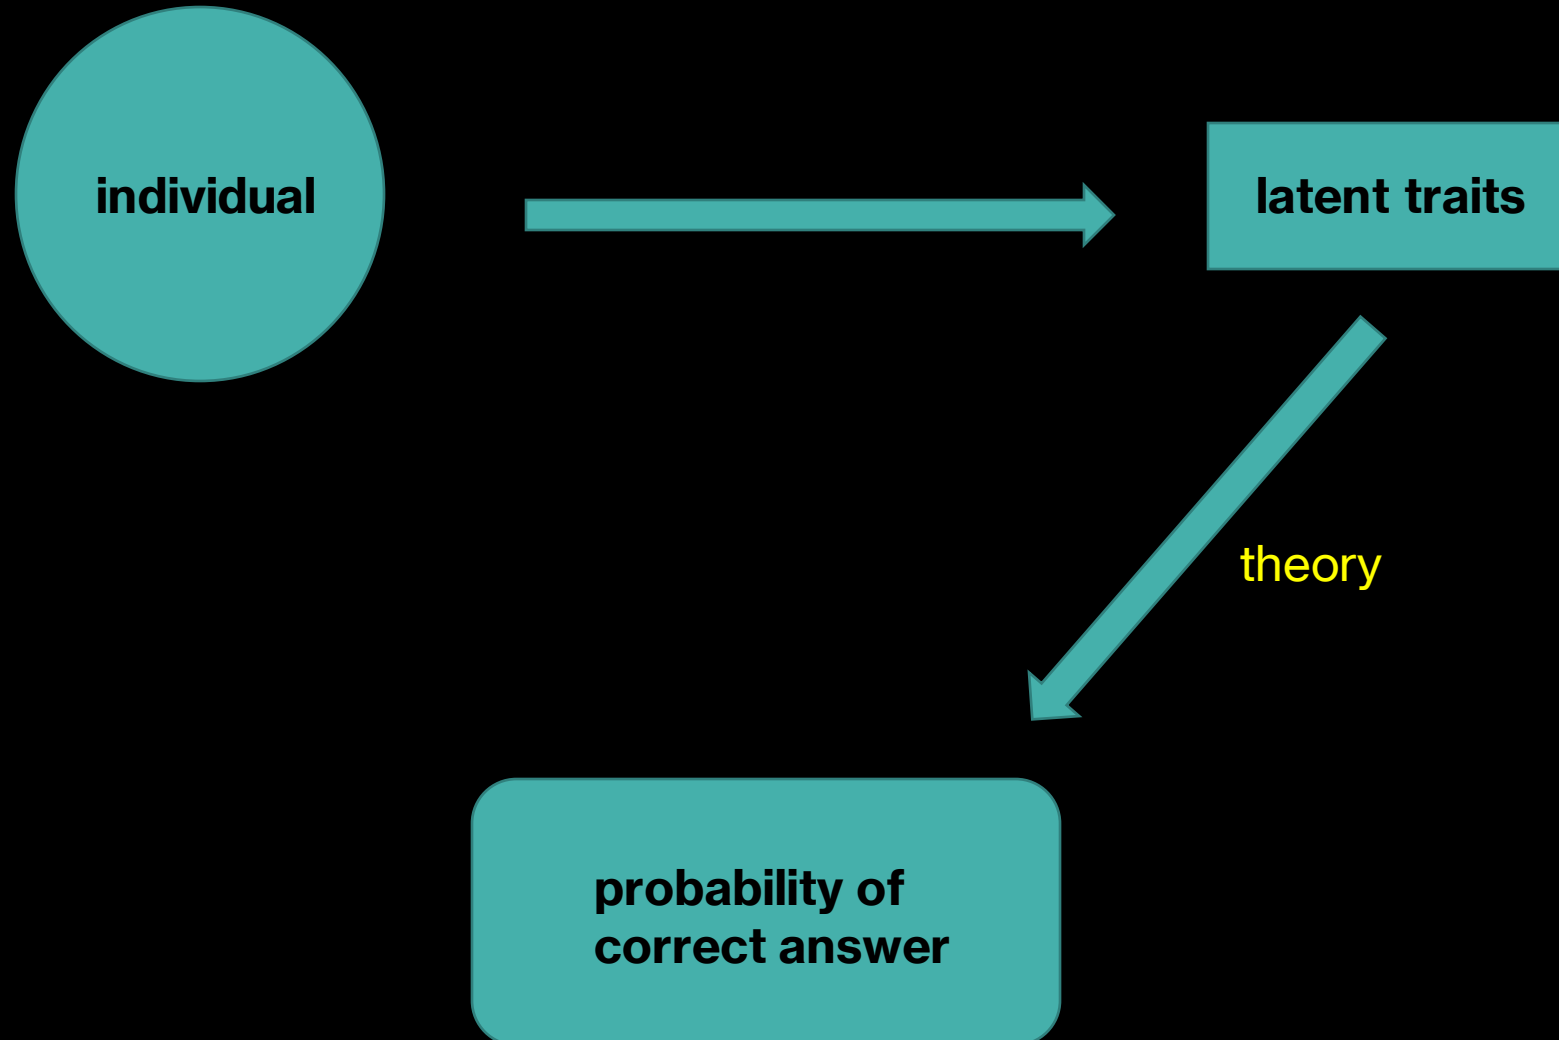 individual
latent traits
theory
probability of
correct answer